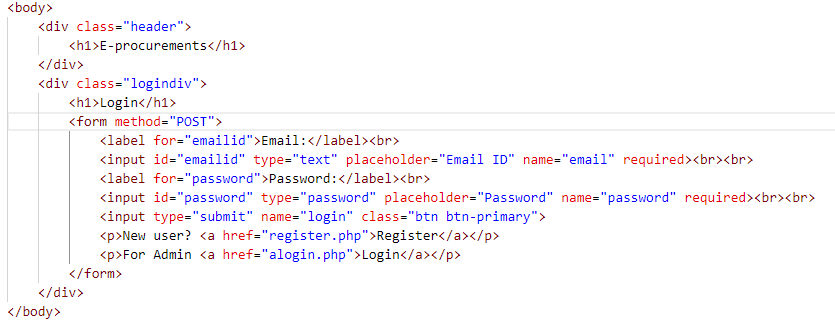 <body>
<div class="header">
<h1>E-procurements</h1>
</div>
<div class="logindiv">
<h1>Login</h1>
<form method="POST">
<label for="emailid">Email:</label><br>
<input id="emailid" type="text" placeholder="Email ID" name="email" required><br><br>
<label for="password">Password:</label><br>
<input id="password" type="password" placeholder="Password" name="password" required><br><br>
<input type="submit" name="login" class="btn btn-primary">
<p>New user? <a href="register.php">Register</a></p>
<p>For Admin <a href="alogin.php">Login</a></p>
</form>
</div>
</body>